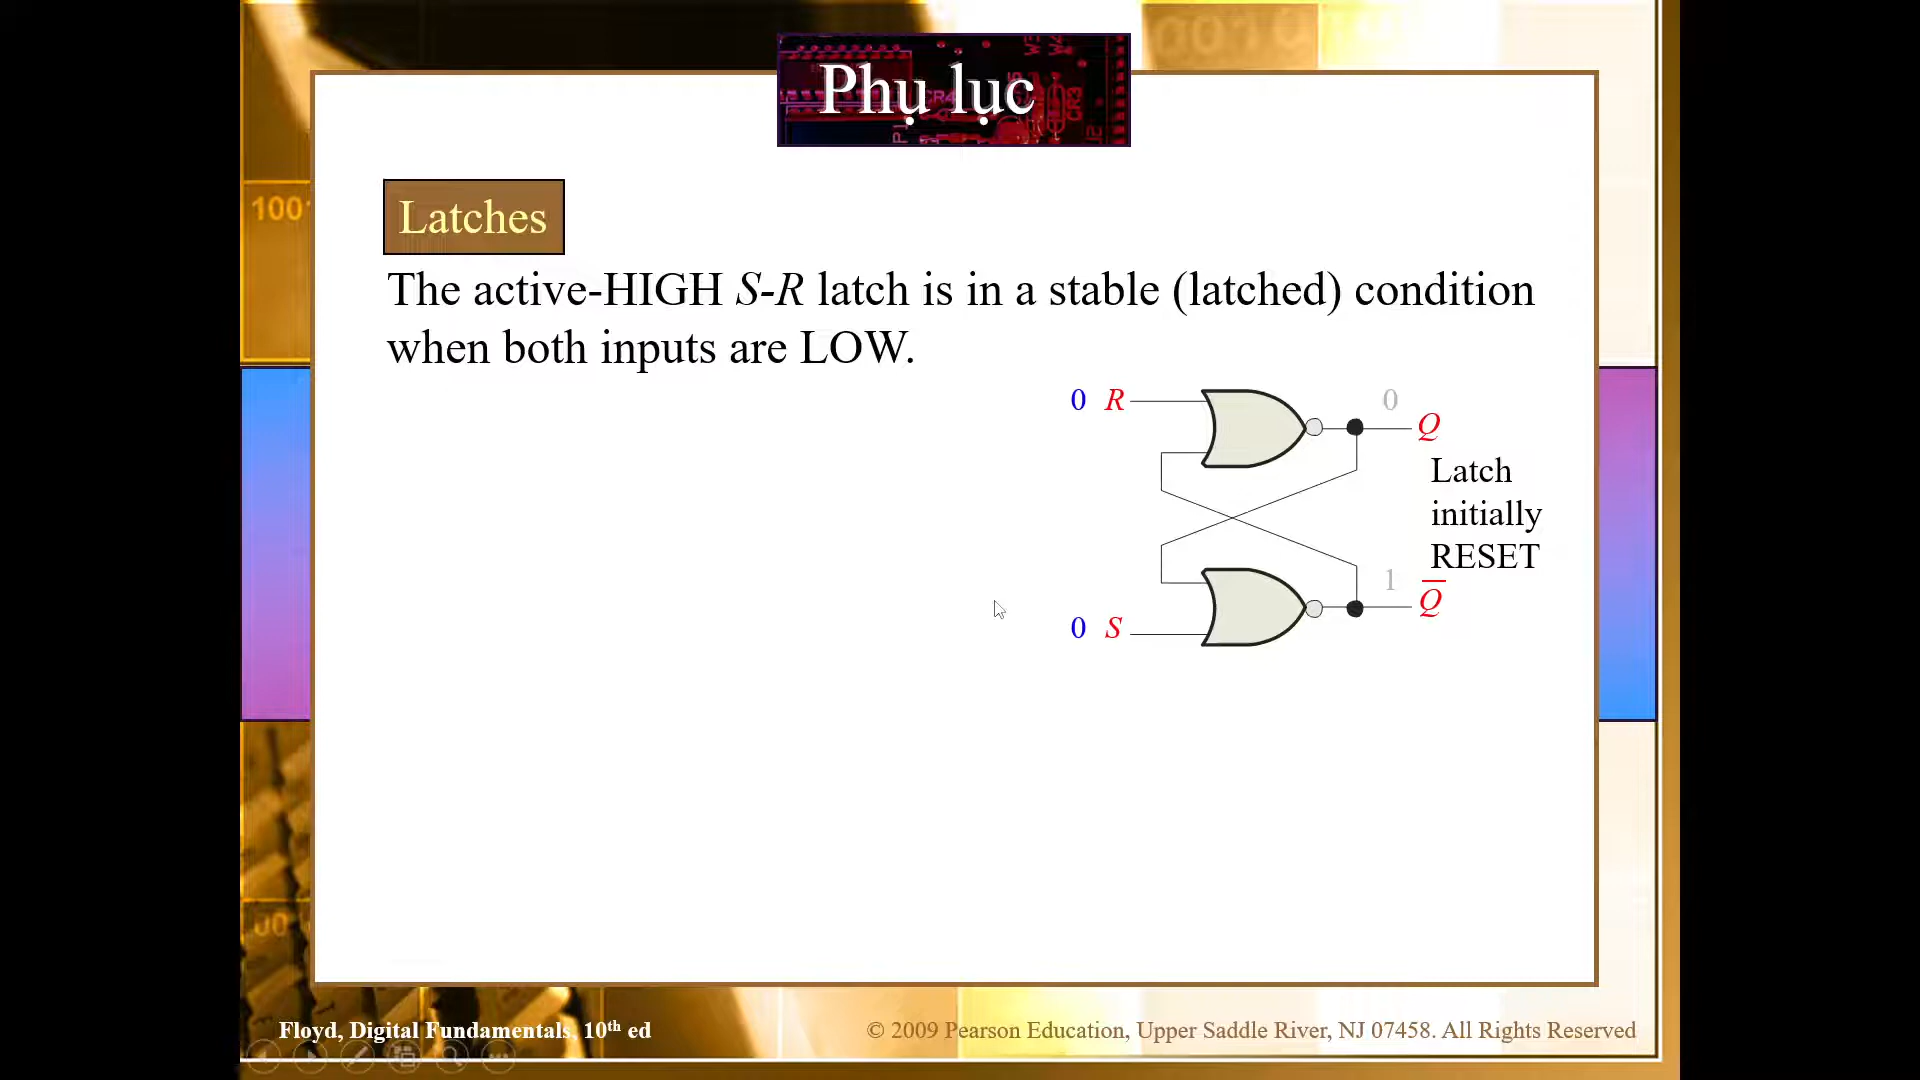 Phụ lục
Latches
The active-HIGH S-R latch is in a stable (latched) condition
when both inputs are LOW.
0 R
0
Q
Latch
initially
RESET
1
Q̅
0 S
Floyd, Digital Fundamentals, 10th ed
© 2009 Pearson Education, Upper Saddle River, NJ 07458. All Rights Reserved